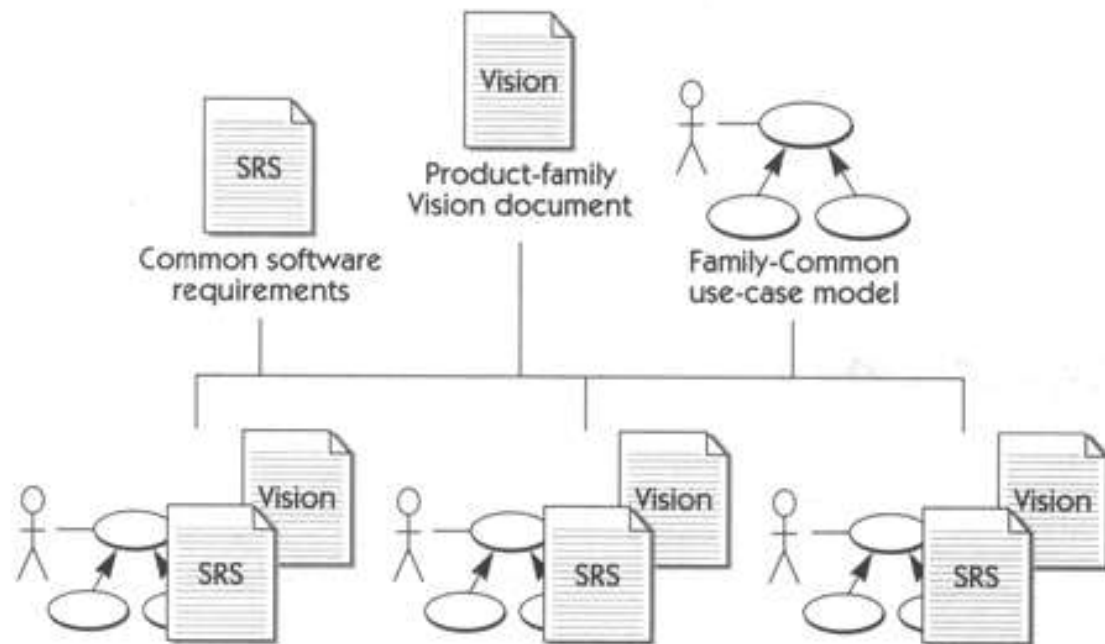 Vision
Product-family
Vision document
SRS
Common software
requirements
Family-Common
use-case model
Vision
SRS
Vision
SRS
Vision
SRS